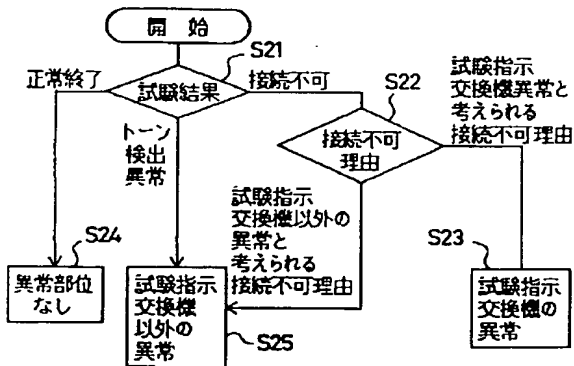 開 始
S21
正常終了
試験結果
接続不可
S22
試験指示
交換機異常と
考えられる
接続不可理由
接続不可
理由
トーン
検出
異常
試験指示
交換機以外の
異常と
考えられる
接続不可理由
S24
異常部位
なし
試験指示
交換機
以外の
異常
S25
S23
試験指示
交換機の
異常